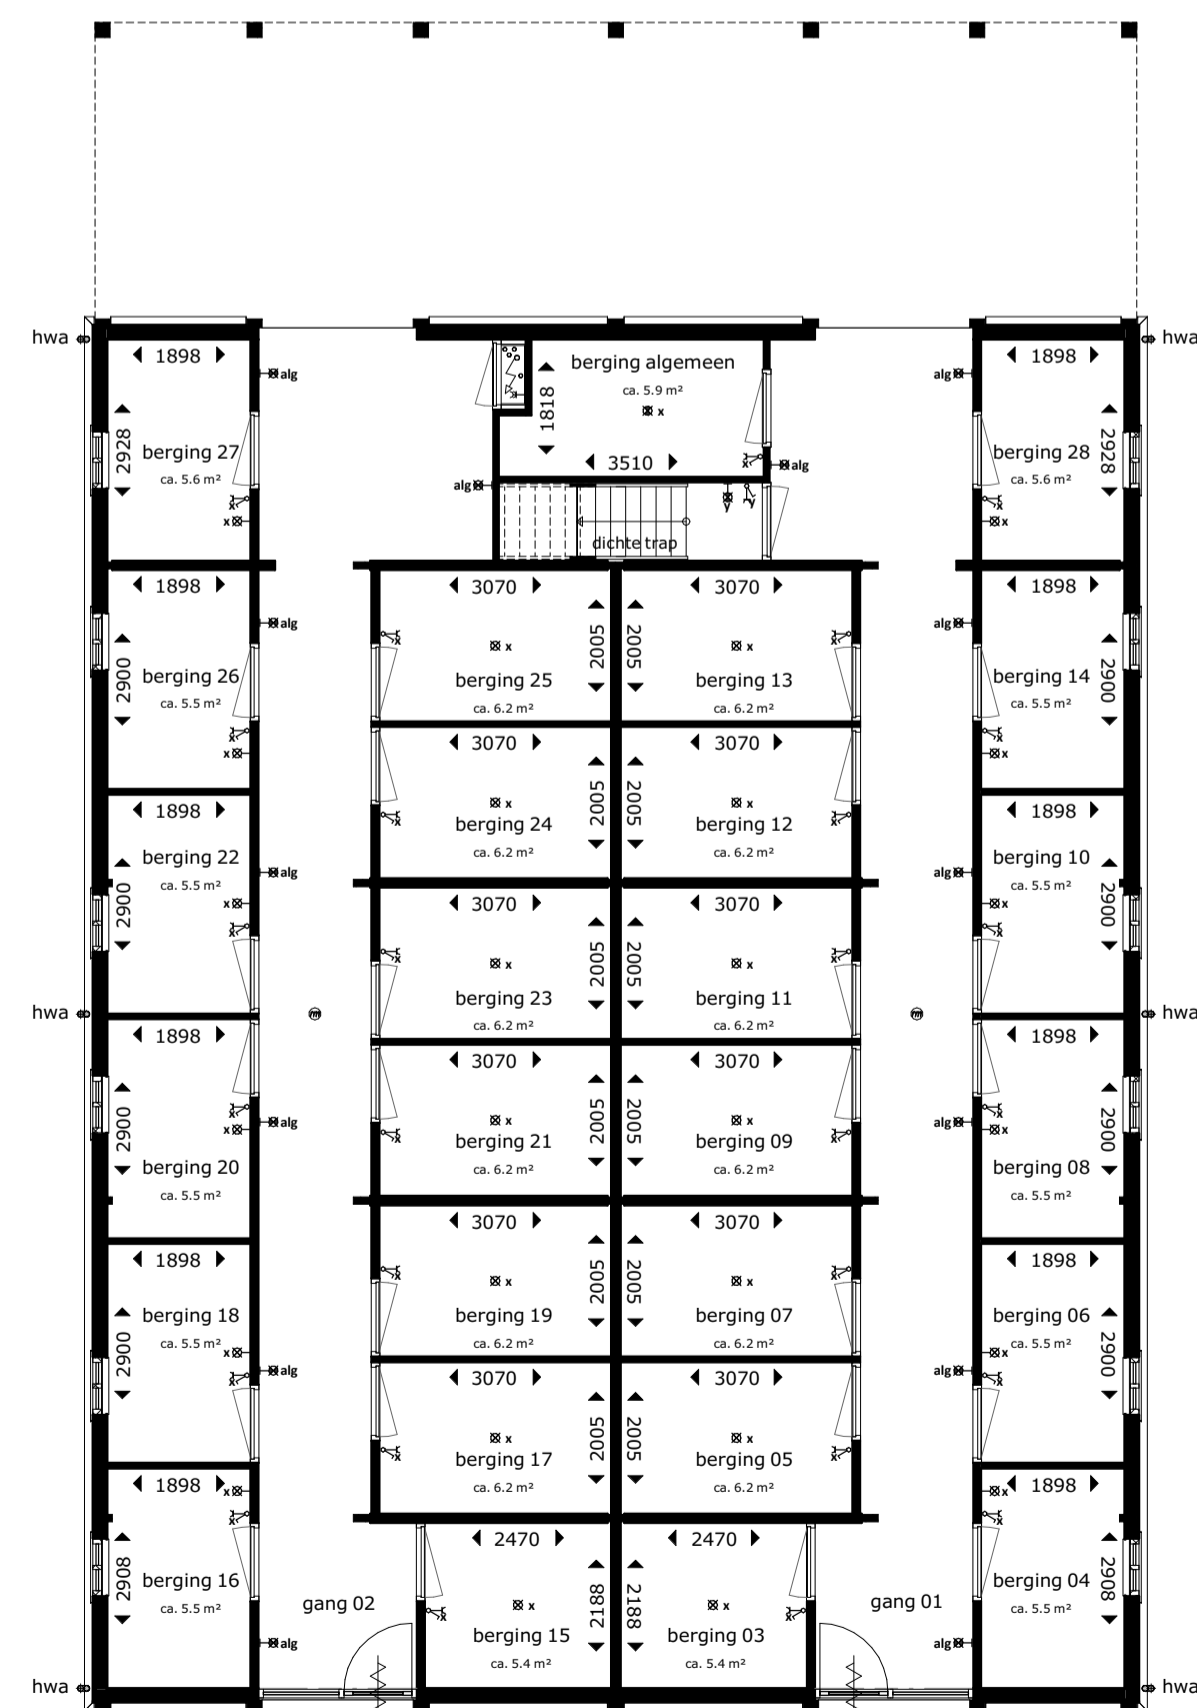 hwa
hwa
1898
alg
berging algemeen
ca. 5.9 m²
x
1818
3510
x
alg
alg
1898
2928
berging 27
ca. 5.6 m²
x
x
alg
y
y
dichte trap
2928
berging 28
ca. 5.6 m²
x
x
1898
alg
2900
berging 26
ca. 5.5 m²
x
x
3070
x
2005
berging 25
ca. 6.2 m²
x
3070
x
2005
berging 13
ca. 6.2 m²
x
1898
alg
2900
berging 14
ca. 5.5 m²
x
x
3070
x
2005
berging 24
ca. 6.2 m²
x
3070
x
2005
berging 12
ca. 6.2 m²
x
1898
berging 22
ca. 5.5 m²
2900
alg
x
x
1898
berging 10
ca. 5.5 m²
2900
alg
x
x
3070
x
2005
berging 23
ca. 6.2 m²
x
3070
x
2005
berging 11
ca. 6.2 m²
x
hwa
hwa
1898
2900
x
x
alg
berging 20
ca. 5.5 m²
3070
x
2005
berging 21
ca. 6.2 m²
x
3070
x
2005
berging 09
ca. 6.2 m²
x
1898
2900
x
x
alg
berging 08
ca. 5.5 m²
1898
berging 18
ca. 5.5 m²
2900
x
x
alg
3070
x
2005
berging 19
ca. 6.2 m²
x
3070
x
2005
berging 07
ca. 6.2 m²
x
1898
berging 06
ca. 5.5 m²
2900
x
x
alg
3070
x
2005
berging 17
ca. 6.2 m²
x
3070
x
2005
berging 05
ca. 6.2 m²
x
1898
x
x
2908
berging 16
ca. 5.5 m²
alg
gang 02
2470
x
2188
berging 15
ca. 5.4 m²
x
2470
x
2188
berging 03
ca. 5.4 m²
x
gang 01
1898
x
x
2908
berging 04
ca. 5.5 m²
alg
hwa
hwa